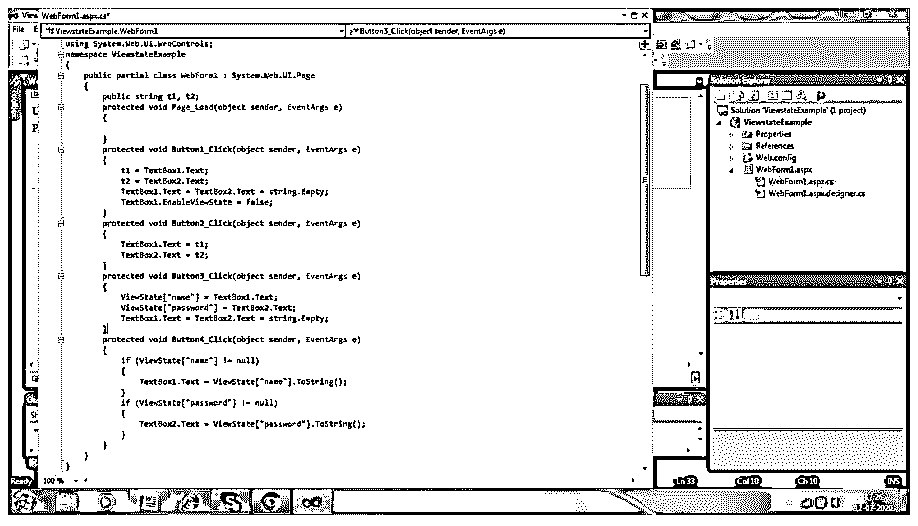 View
WebForm1.aspx.cs*
File
ViewstateExample.WebForm1
Button3_Click(object sender, EventArgs e)
using System.Web.UI.WebControls;
namespace ViewstateExample
{
public partial class WebForm1 : System.Web.UI.Page
{
public string t1, t2;
protected void Page_Load(object sender, EventArgs e)
{
}
protected void Button1_Click(object sender, EventArgs e)
{
t1 = TextBox1.Text;
t2 = TextBox2.Text;
TextBox1.Text = TextBox2.Text = string.Empty;
TextBox1.EnableViewState = false;
}
protected void Button2_Click(object sender, EventArgs e)
{
TextBox1.Text = t1;
TextBox2.Text = t2;
}
protected void Button3_Click(object sender, EventArgs e)
{
ViewState["name"] = TextBox1.Text;
ViewState["password"] = TextBox2.Text;
TextBox1.Text = TextBox2.Text = string.Empty;
}
protected void Button4_Click(object sender, EventArgs e)
{
if (ViewState["name"] != null)
{
TextBox1.Text = ViewState["name"].ToString();
}
if (ViewState["password"] != null)
{
TextBox2.Text = ViewState["password"].ToString();
}
}
}
}
100 %
Solution Explorer
Solution 'ViewstateExample' (1 project)
ViewstateExample
Properties
References
Web.config
WebForm1.aspx
WebForm1.aspx.cs
WebForm1.aspx.designer.cs
Properties
Ready
Ln 33
Col 10
Ch 10
INS